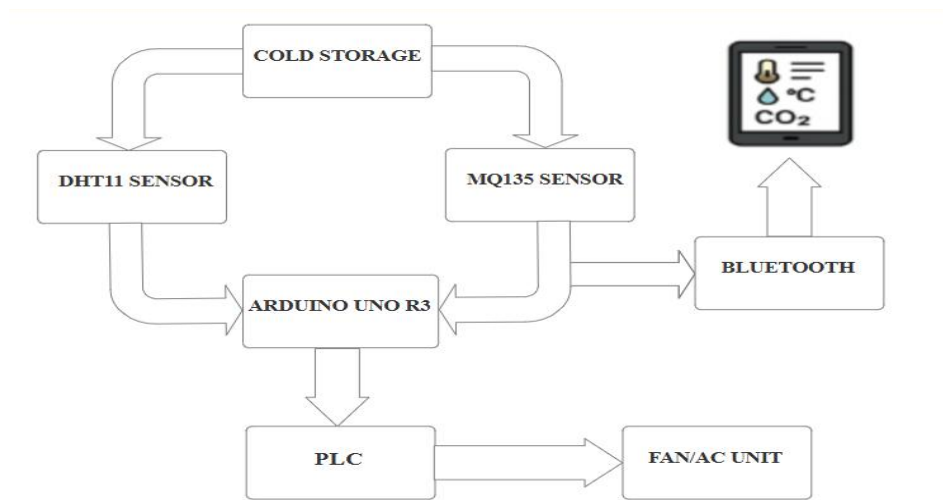 COLD STORAGE
°C
CO₂
DHT11 SENSOR
MQ135 SENSOR
BLUETOOTH
ARDUINO UNO R3
PLC
FAN/AC UNIT